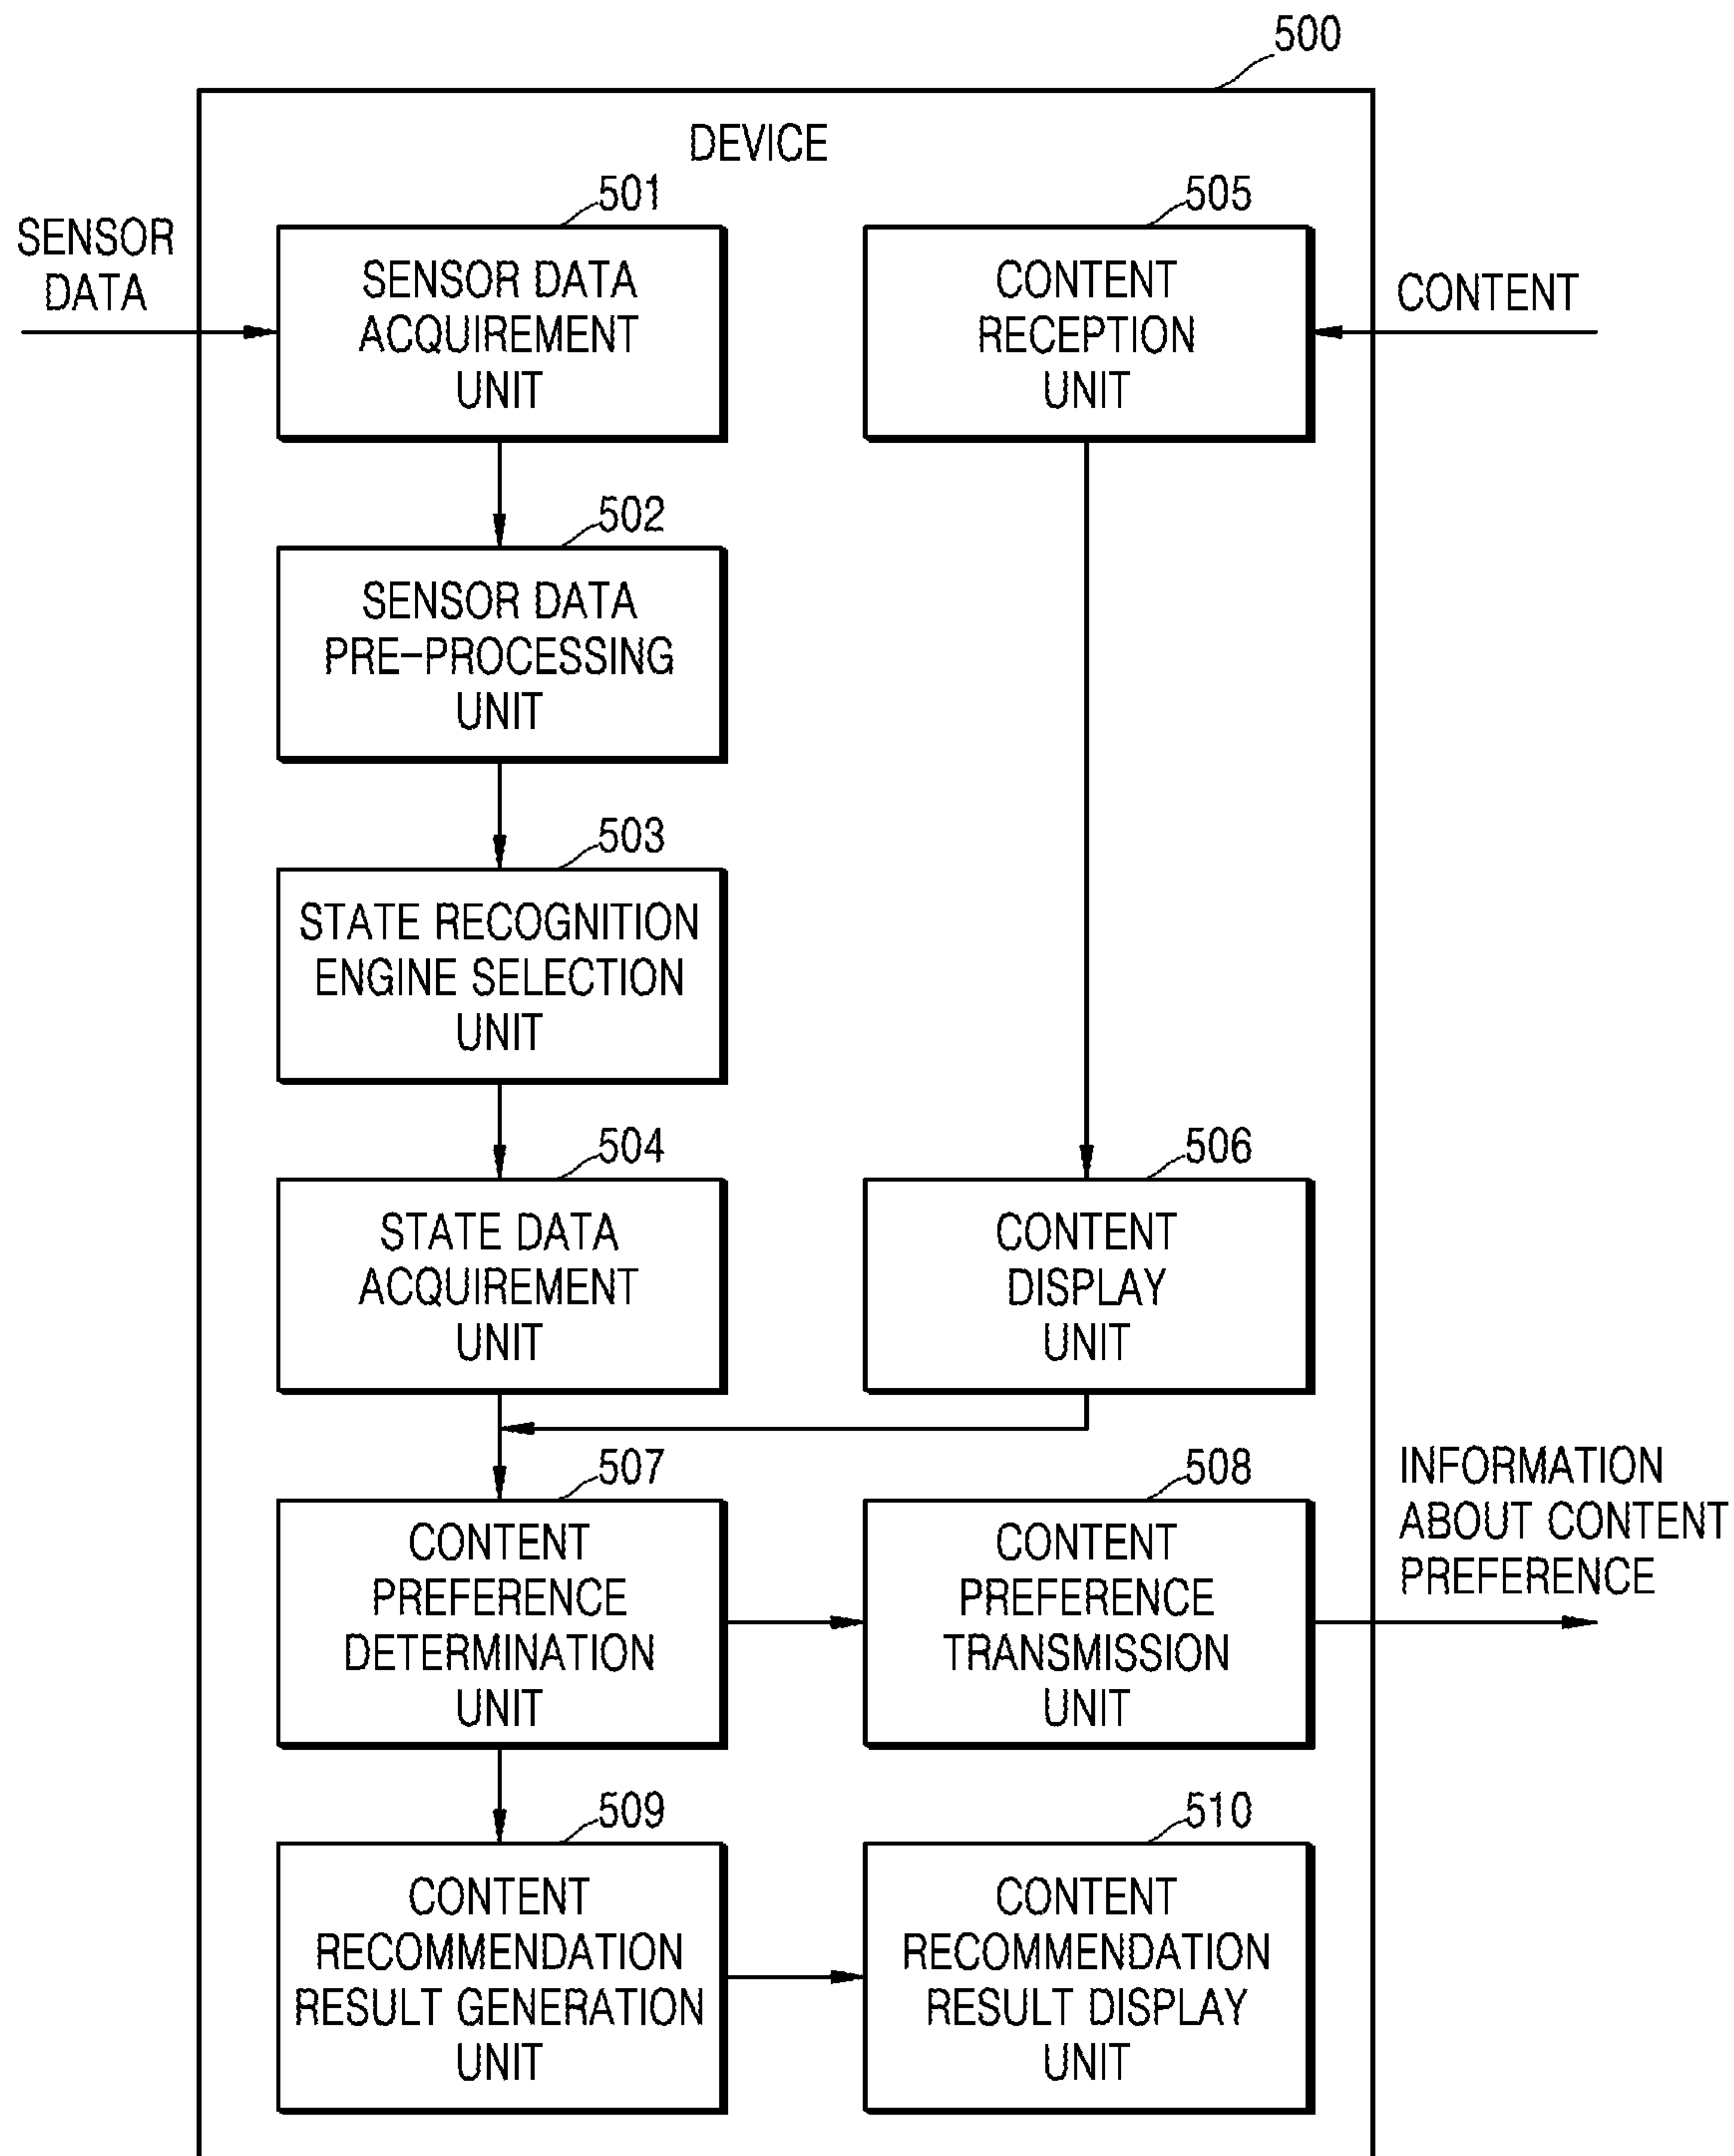 500
DEVICE
SENSOR
DATA
501
SENSOR DATA
ACQUIREMENT
UNIT
505
CONTENT
RECEPTION
UNIT
CONTENT
502
SENSOR DATA
PRE-PROCESSING
UNIT
503
STATE RECOGNITION
ENGINE SELECTION
UNIT
504
STATE DATA
ACQUIREMENT
UNIT
506
CONTENT
DISPLAY
UNIT
507
CONTENT
PREFERENCE
DETERMINATION
UNIT
508
CONTENT
PREFERENCE
TRANSMISSION
UNIT
INFORMATION
ABOUT CONTENT
PREFERENCE
509
CONTENT
RECOMMENDATION
RESULT GENERATION
UNIT
510
CONTENT
RECOMMENDATION
RESULT DISPLAY
UNIT